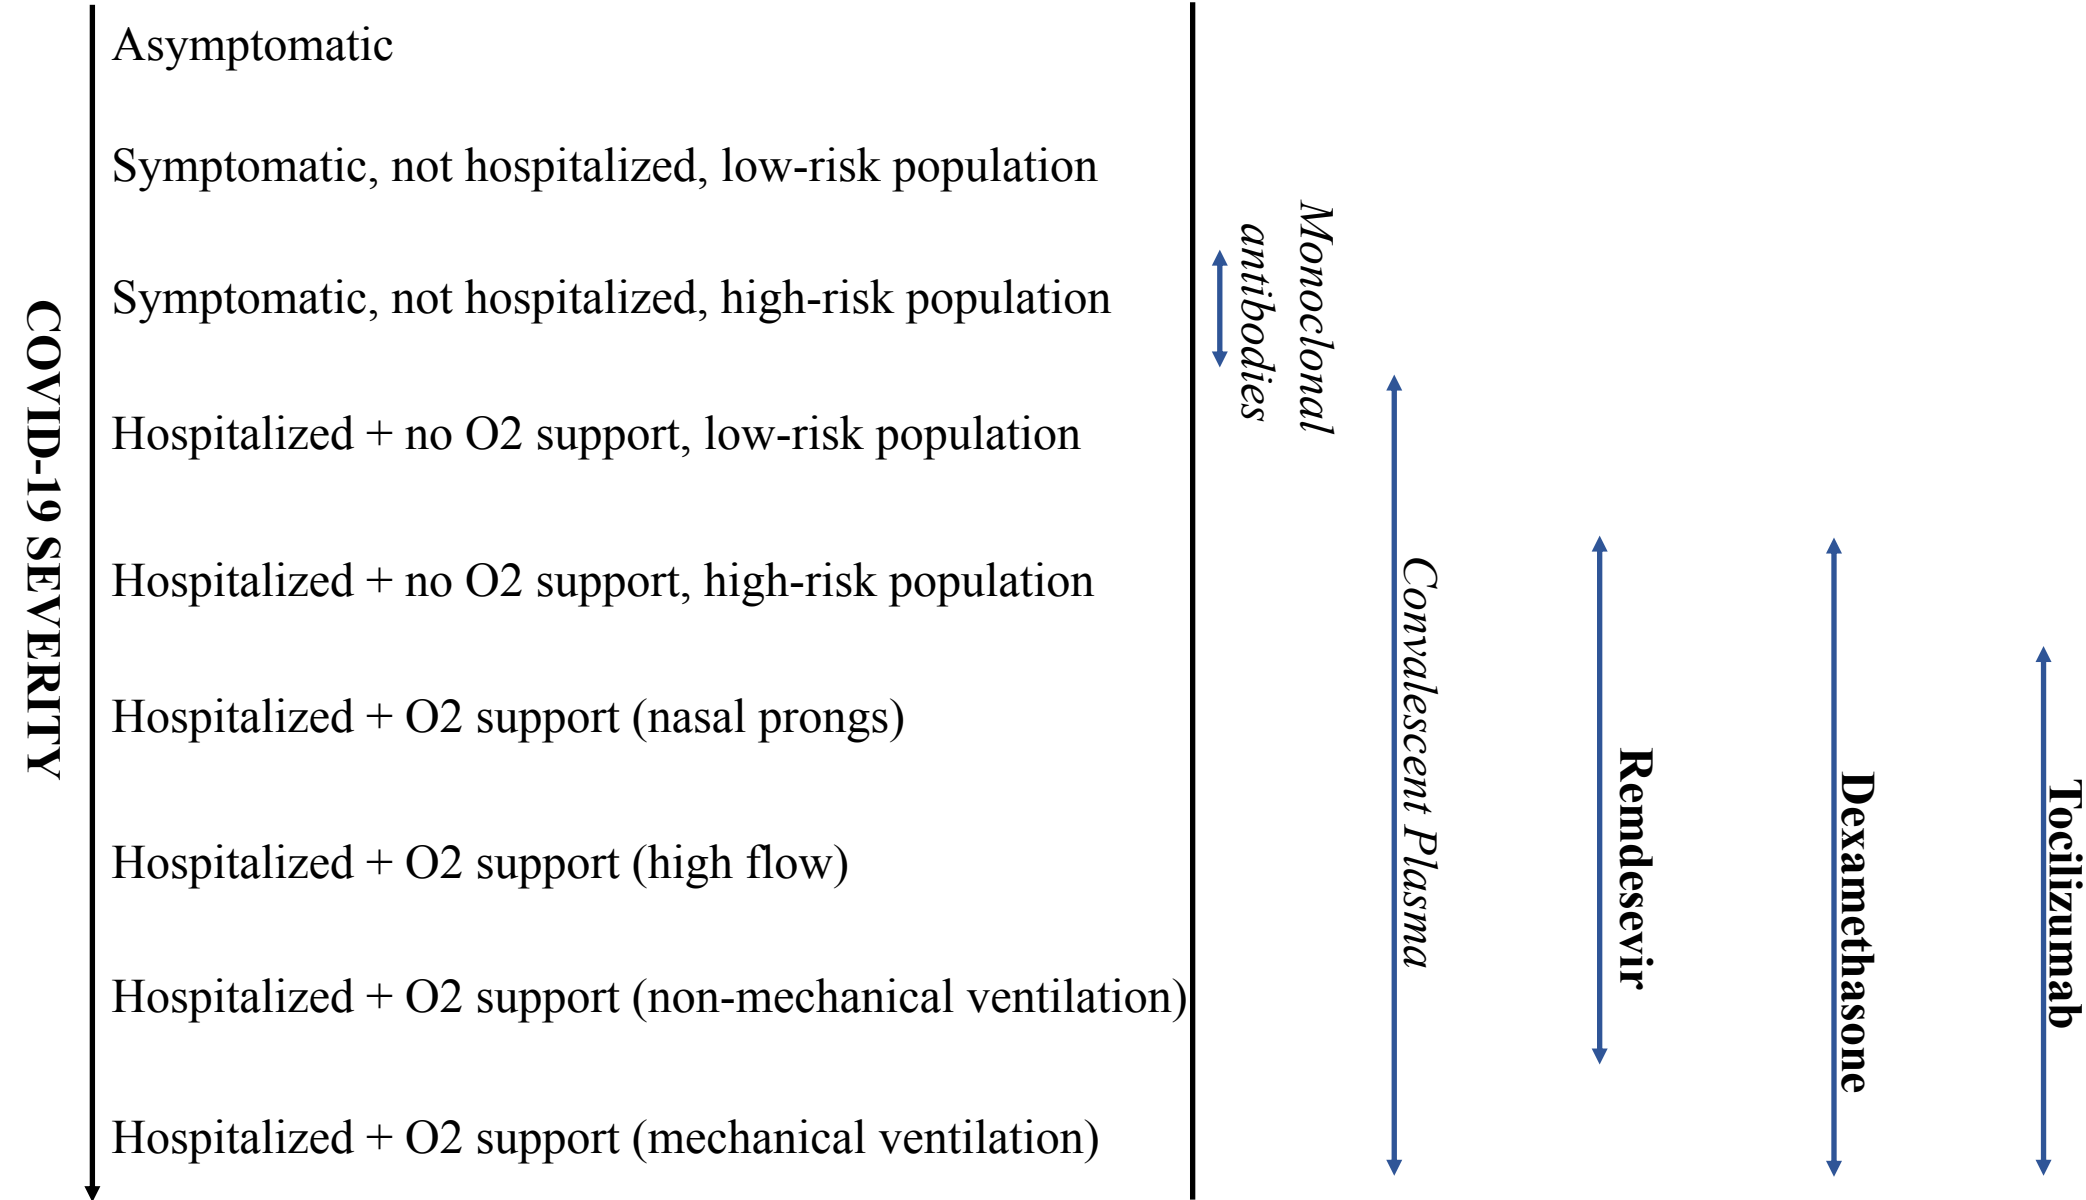 COVID-19 SEVERITY
Asymptomatic
Symptomatic, not hospitalized, low-risk population
Symptomatic, not hospitalized, high-risk population
Hospitalized + no O2 support, low-risk population
Hospitalized + no O2 support, high-risk population
Hospitalized + O2 support (nasal prongs)
Hospitalized + O2 support (high flow)
Hospitalized + O2 support (non-mechanical ventilation)
Hospitalized + O2 support (mechanical ventilation)
Monoclonal
antibodies
Convalescent Plasma
Remdesevir
Dexamethasone
Tocilizumab